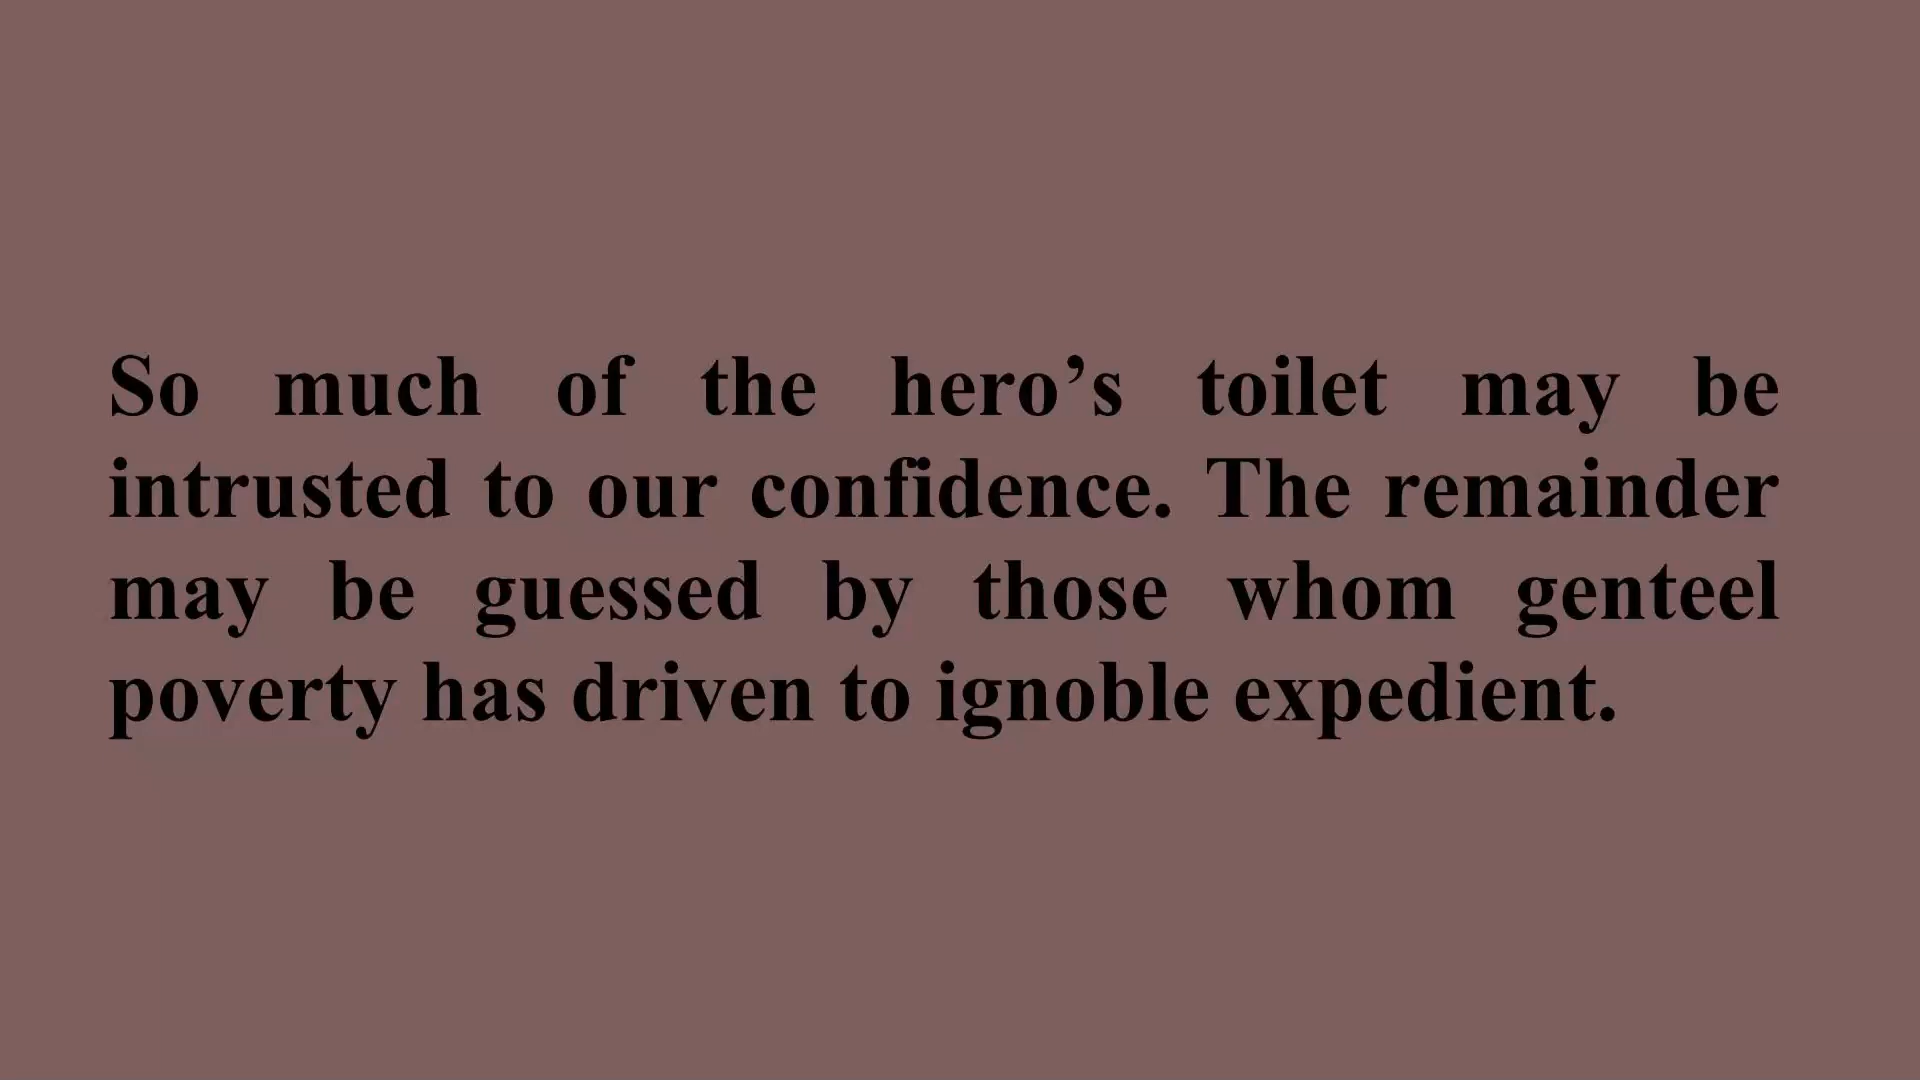 So much of the hero’s toilet may be
intrusted to our confidence. The remainder
may be guessed by those whom genteel
poverty has driven to ignoble expedient.